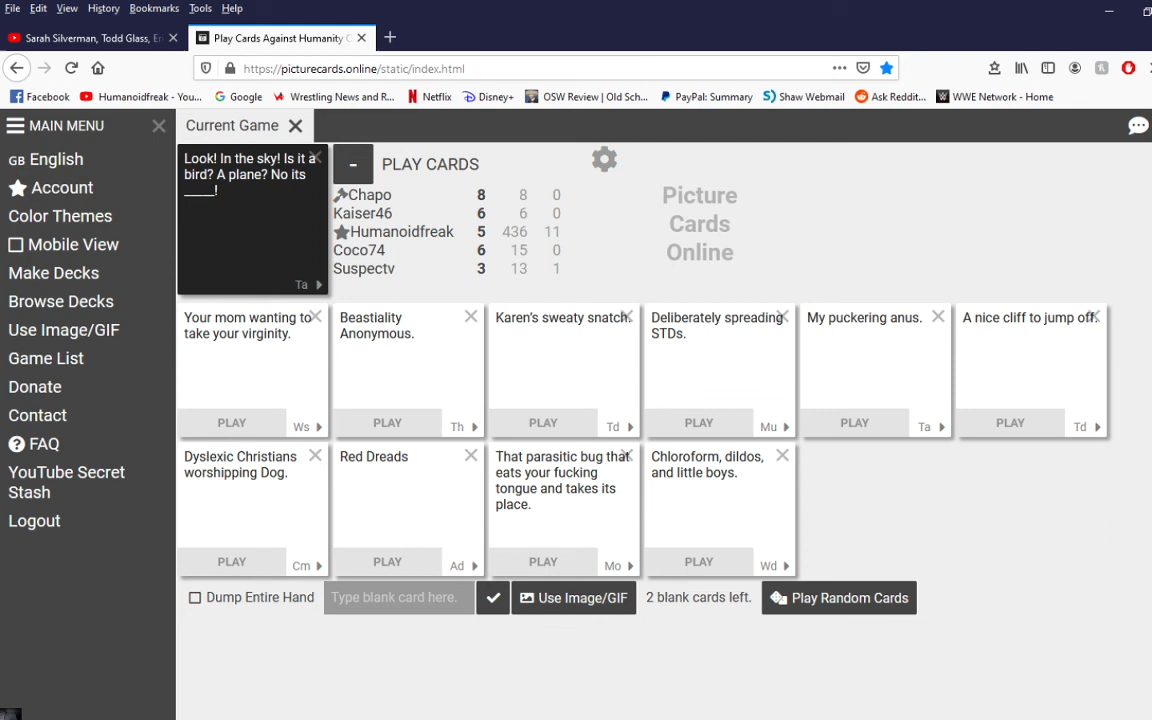 File Edit View History Bookmarks Tools Help
Sarah Silverman, Todd Glass, Er
Play Cards Against Humanity O
https://picturecards.online/static/index.html
Facebook Humanoidfreak - You... Google Wrestling News and R... Netflix Disney+ OSW Review | Old Sch... PayPal: Summary Shaw Webmail Ask Reddit... WWE Network - Home
MAIN MENU
Current Game
GB English
Account
Color Themes
Mobile View
Make Decks
Browse Decks
Use Image/GIF
Game List
Donate
Contact
FAQ
YouTube Secret
Stash
Logout
Look! In the sky! Is it a
bird? A plane? No its
_____!
Ta
-
PLAY CARDS
Chapo 8 8 0
Kaiser46 6 6 0
Humanoidfreak 5 436 11
Coco74 6 15 0
Suspectv 3 13 1
Picture
Cards
Online
Your mom wanting to
take your virginity.
PLAY Ws
Beastiality
Anonymous.
PLAY Th
Karen's sweaty snatch.
PLAY Td
Deliberately spreading
STDs.
PLAY Mu
My puckering anus.
PLAY Ta
A nice cliff to jump off.
PLAY Td
Dyslexic Christians
worshipping Dog.
PLAY Cm
Red Dreads
PLAY Ad
That parasitic bug that
eats your fucking
tongue and takes its
place.
PLAY Mo
Chloroform, dildos,
and little boys.
PLAY Wd
Dump Entire Hand Type blank card here. Use Image/GIF 2 blank cards left. Play Random Cards